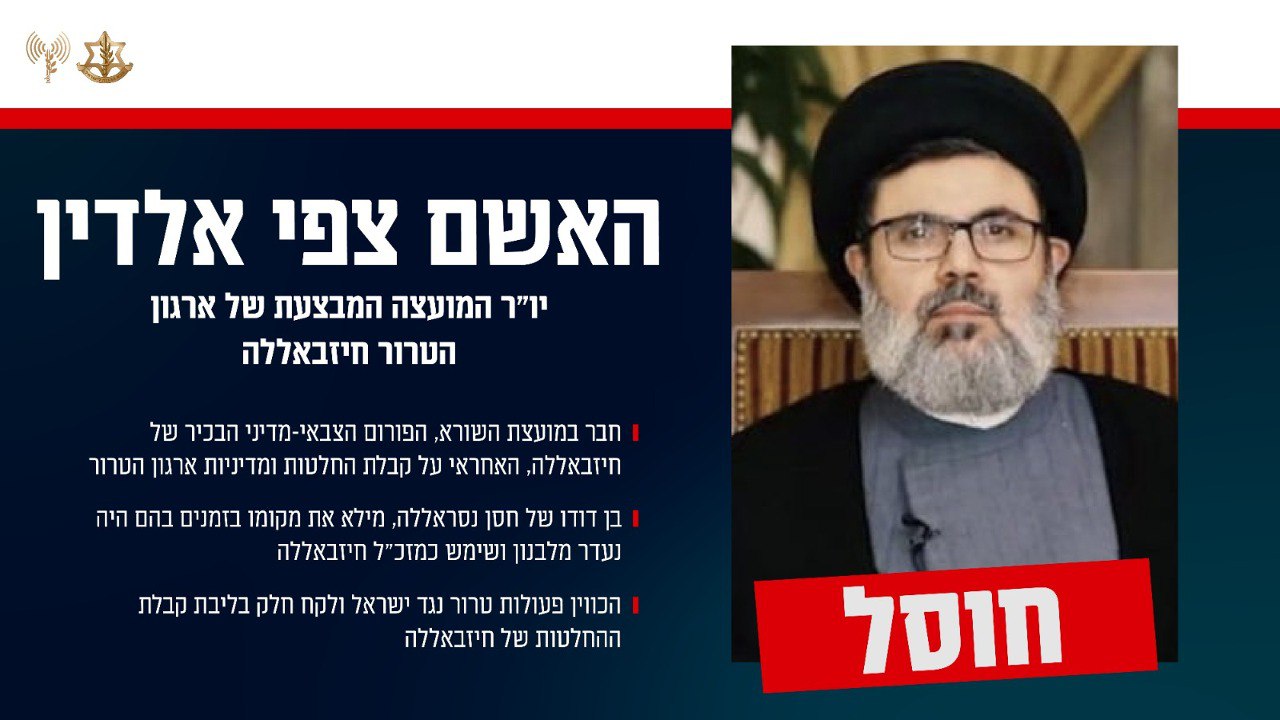 האשם צפי אלדין
יו"ר המועצה המבצעת של ארגון
הטרור חיזבאללה
חבר במועצת השורא, הפורום הצבאי-מדיני הבכיר של
חיזבאללה, האחראי על קבלת החלטות ומדיניות ארגון הטרור
בן דודו של חסן נסראללה, מילא את מקומו בזמנים בהם היה
נעדר מלבנון ושימש כמזכ"ל חיזבאללה
הכווין פעולות טרור נגד ישראל ולקח חלק בליבת קבלת
ההחלטות של חיזבאללה
חוסל